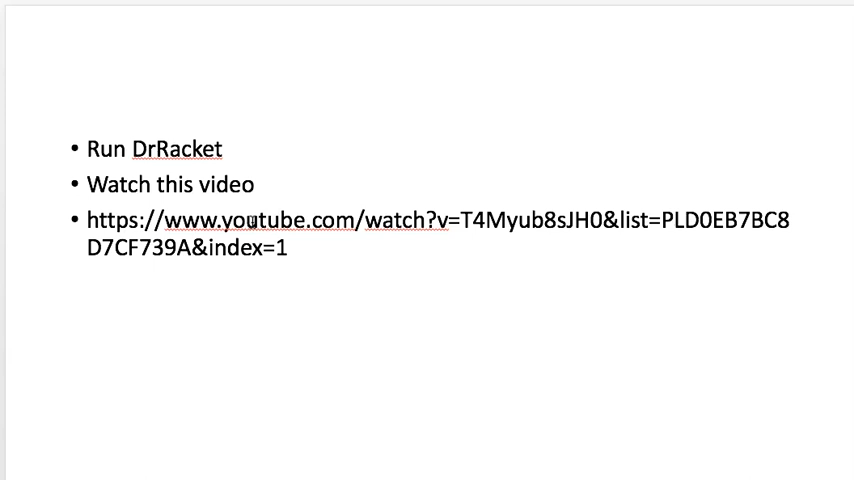 • Run DrRacket
• Watch this video
• https://www.youtube.com/watch?v=T4Myub8sJH0&list=PLD0EB7BC8
D7CF739A&index=1